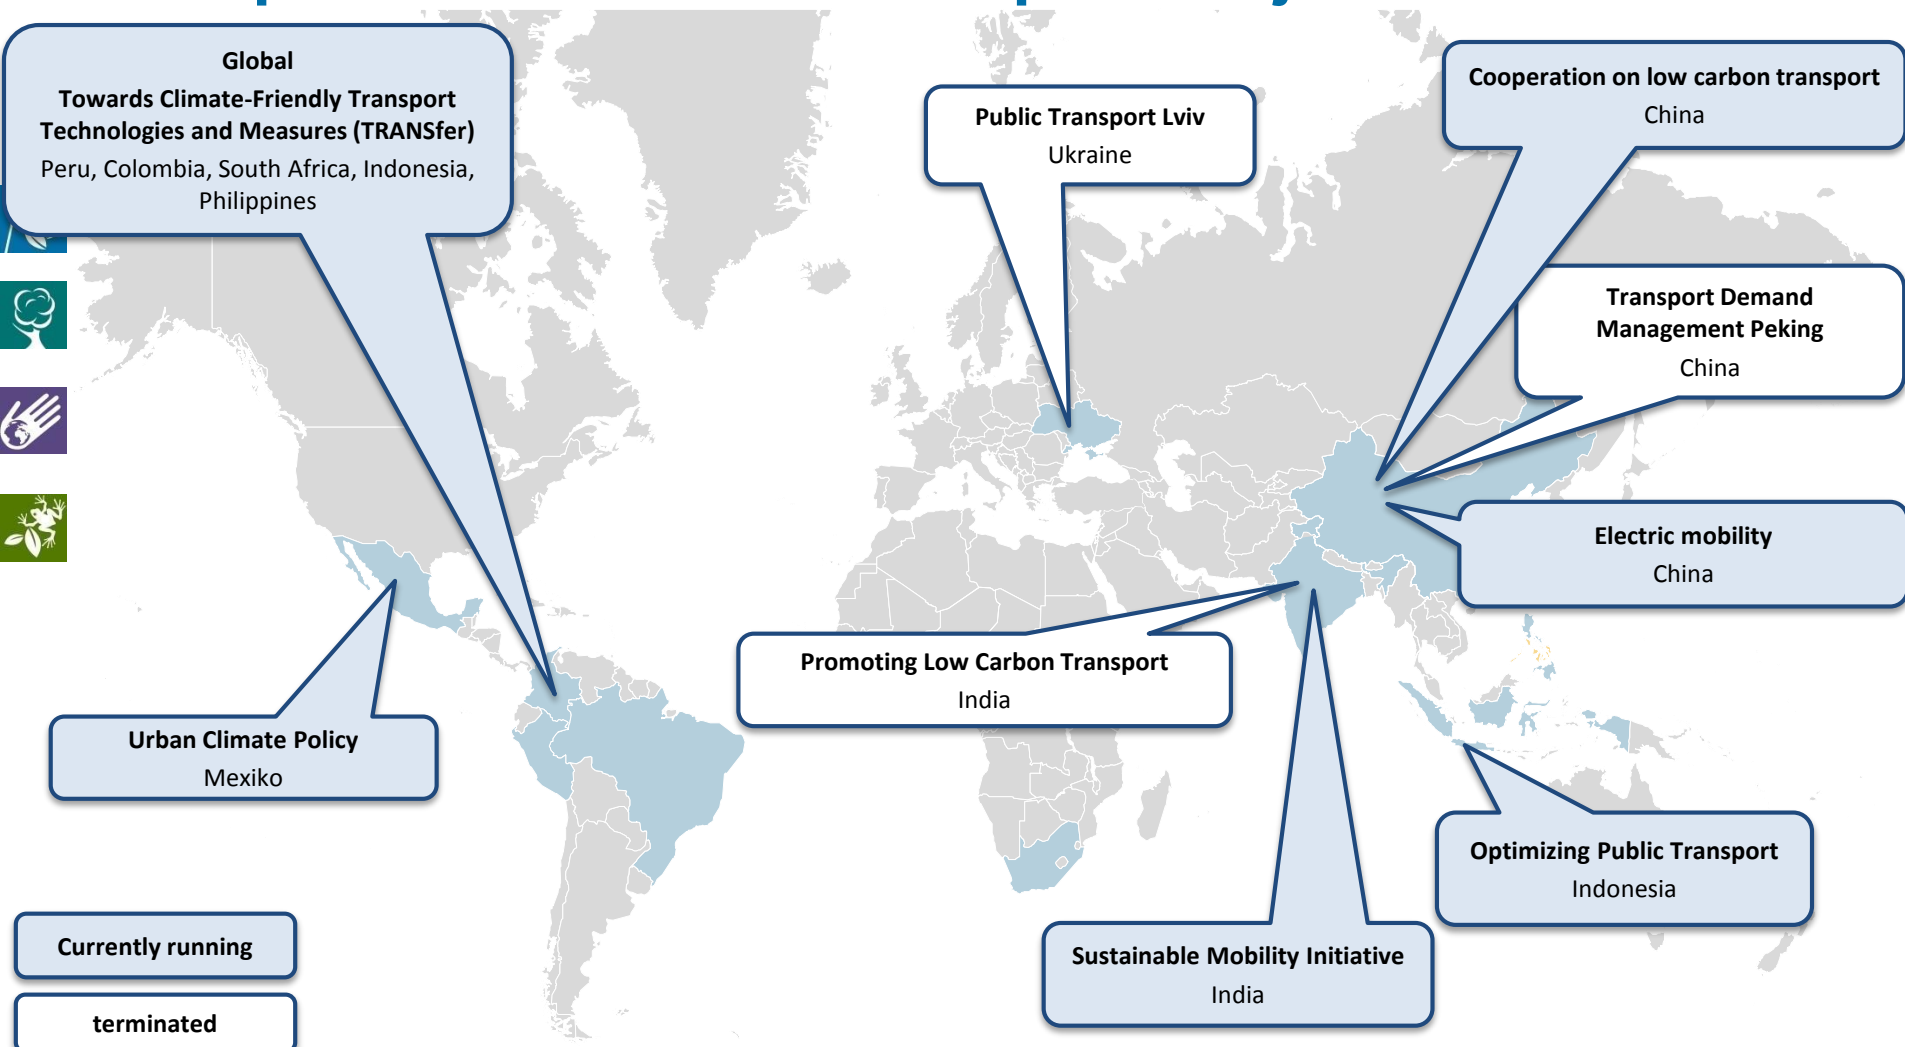 Global
Towards Climate-Friendly Transport
Technologies and Measures (TRANSfer)
Peru, Colombia, South Africa, Indonesia,
Philippines
Public Transport Lviv
Ukraine
Cooperation on low carbon transport
China
Transport Demand
Management Peking
China
Electric mobility
China
Promoting Low Carbon Transport
India
Urban Climate Policy
Mexiko
Optimizing Public Transport
Indonesia
Sustainable Mobility Initiative
India
Currently running
terminated